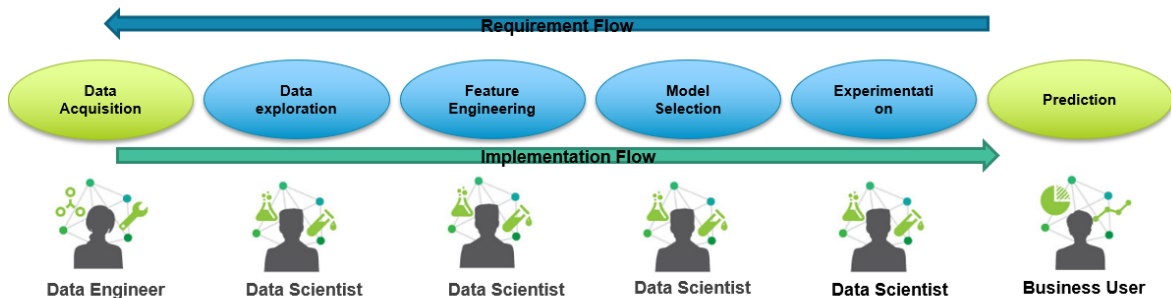 Requirement Flow
Data
Acquisition
Data
exploration
Feature
Engineering
Model
Selection
Experimentati
on
Prediction
Implementation Flow
Data Engineer
Data Scientist
Data Scientist
Data Scientist
Data Scientist
Business User